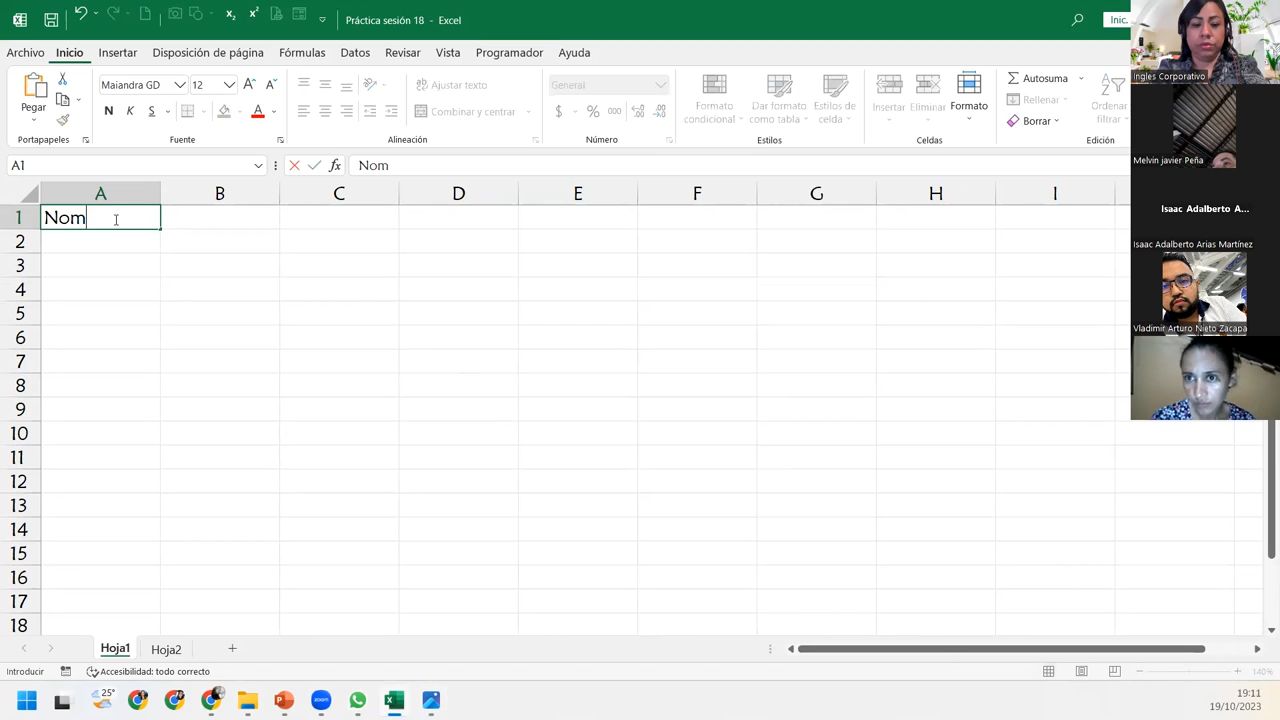 Práctica sesión 18 - Excel
Inic.
Archivo Inicio Insertar Disposición de página Fórmulas Datos Revisar Vista Programador Ayuda
Pegar
Maiandra GD 12
ab Ajustar texto
General
Autosuma
Rellenar
Borrar
N K S
Combinar y centrar
$ % 000
Formato condicional
Dar formato como tabla
Estilos de celda
Insertar Eliminar Formato
Ordenar filtrar
Portapapeles Fuente Alineación Número Estilos Celdas Edición
A1 fx Nom
A B C D E F G H I
1 Nom
2
3
4
5
6
7
8
9
10
11
12
13
14
15
16
17
18
Hoja1 Hoja2
Introducir Accesibilidad: todo correcto 140%
25°
zoom
19:11
19/10/2023
Ingles Corporativo
Melvin javier Peña
Isaac Adalberto A...
Isaac Adalberto Arias Martínez
Vladimir Arturo Nieto Zacapa